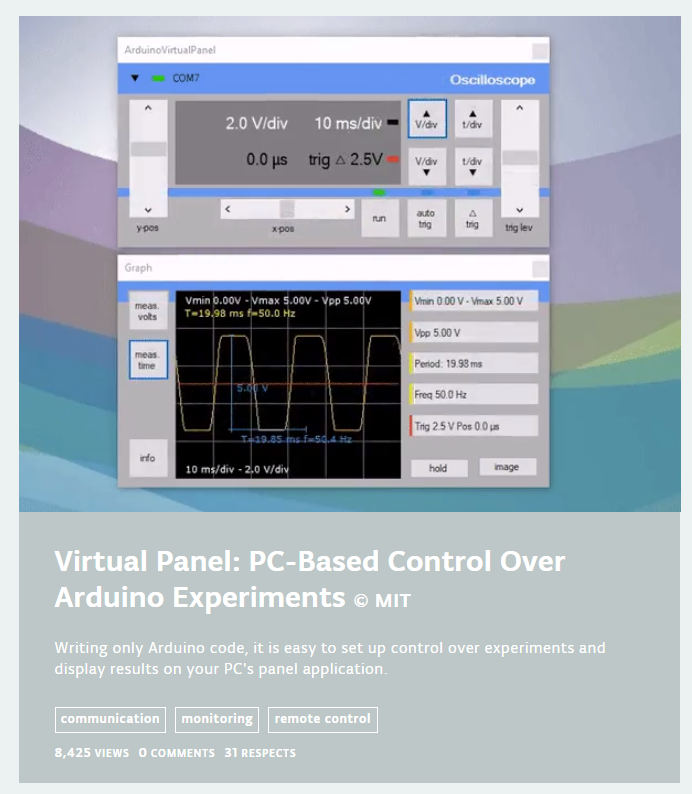 ArduinoVirtualPanel
▼ COM7 Oscilloscope
2.0 V/div 10 ms/div
0.0 µs trig △ 2.5V
▲ V/div
▲ t/div
V/div ▼
t/div ▼
y-pos
x-pos
run
auto trig
△ trig
trig lev
Graph
meas. volts
meas. time
info
Vmin 0.00V - Vmax 5.00V - Vpp 5.00V
T=19.98 ms f=50.0 Hz
5.00 V
T=19.85 ms f=50.4 Hz
10 ms/div - 2.0 V/div
Vmin 0.00 V - Vmax 5.00 V
Vpp 5.00 V
Period: 19.98 ms
Freq 50.0 Hz
Trig 2.5 V Pos 0.0 µs
hold
image
Virtual Panel: PC-Based Control Over
Arduino Experiments © MIT
Writing only Arduino code, it is easy to set up control over experiments and
display results on your PC's panel application.
communication monitoring remote control
8,425 VIEWS 0 COMMENTS 31 RESPECTS